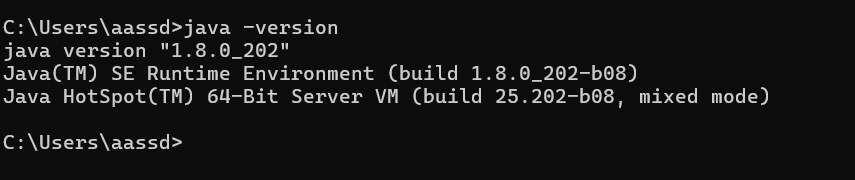 C:\Users\aassd>java -version
java version "1.8.0_202"
Java(TM) SE Runtime Environment (build 1.8.0_202-b08)
Java HotSpot(TM) 64-Bit Server VM (build 25.202-b08, mixed mode)
C:\Users\aassd>